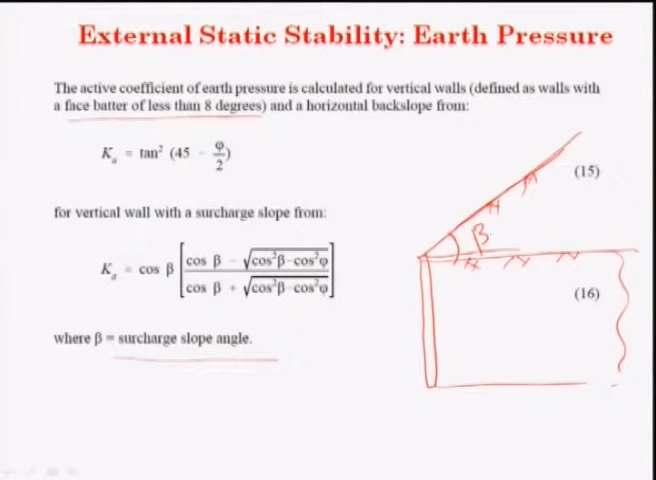 External Static Stability: Earth Pressure
The active coefficient of earth pressure is calculated for vertical walls (defined as walls with
a face batter of less than 8 degrees) and a horizontal backslope from:
K_a = tan² (45 - φ/2)
(15)
β
for vertical wall with a surcharge slope from:
K_a = cos β [(cos β - √(cos²β-cos²φ)) / (cos β + √(cos²β-cos²φ))]
(16)
where β = surcharge slope angle.